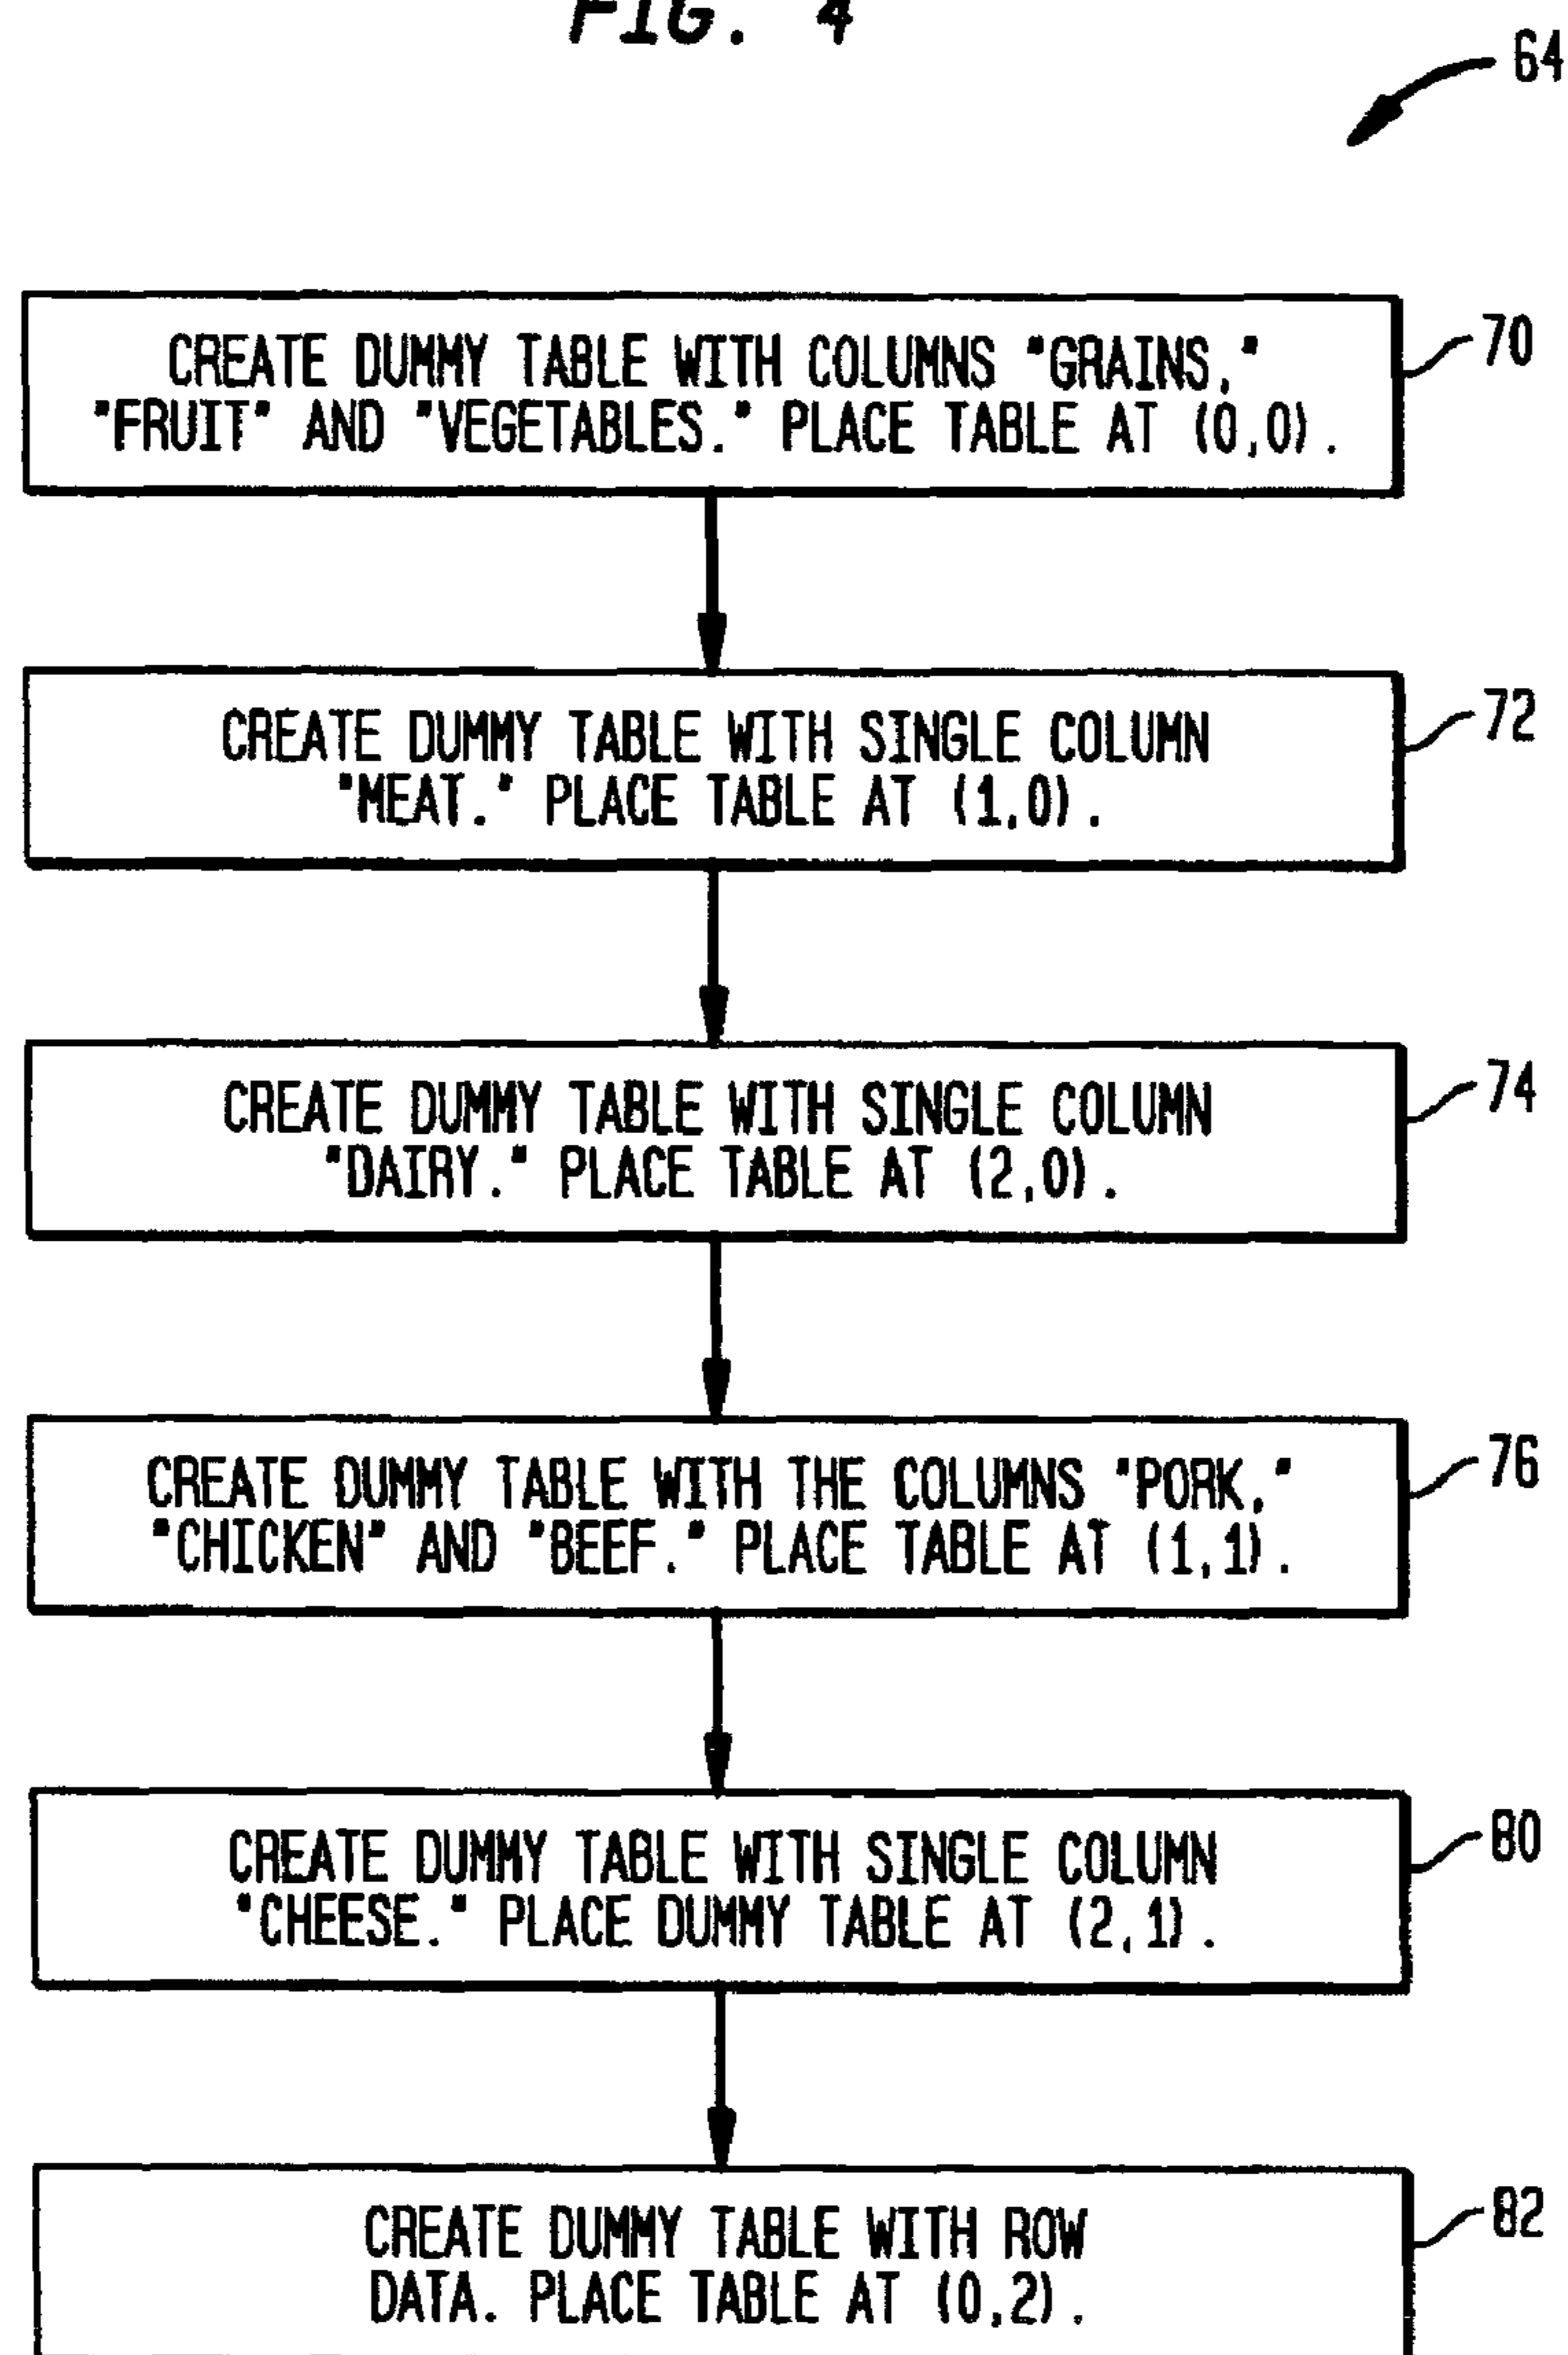 FIG. 4
64
CREATE DUMMY TABLE WITH COLUMNS "GRAINS,"
"FRUIT" AND "VEGETABLES." PLACE TABLE AT (0,0).
70
CREATE DUMMY TABLE WITH SINGLE COLUMN
"MEAT." PLACE TABLE AT (1,0).
72
CREATE DUMMY TABLE WITH SINGLE COLUMN
"DAIRY." PLACE TABLE AT (2,0).
74
CREATE DUMMY TABLE WITH THE COLUMNS "PORK,"
"CHICKEN" AND "BEEF." PLACE TABLE AT (1,1).
76
CREATE DUMMY TABLE WITH SINGLE COLUMN
"CHEESE." PLACE DUMMY TABLE AT (2,1).
80
CREATE DUMMY TABLE WITH ROW
DATA. PLACE TABLE AT (0,2).
82